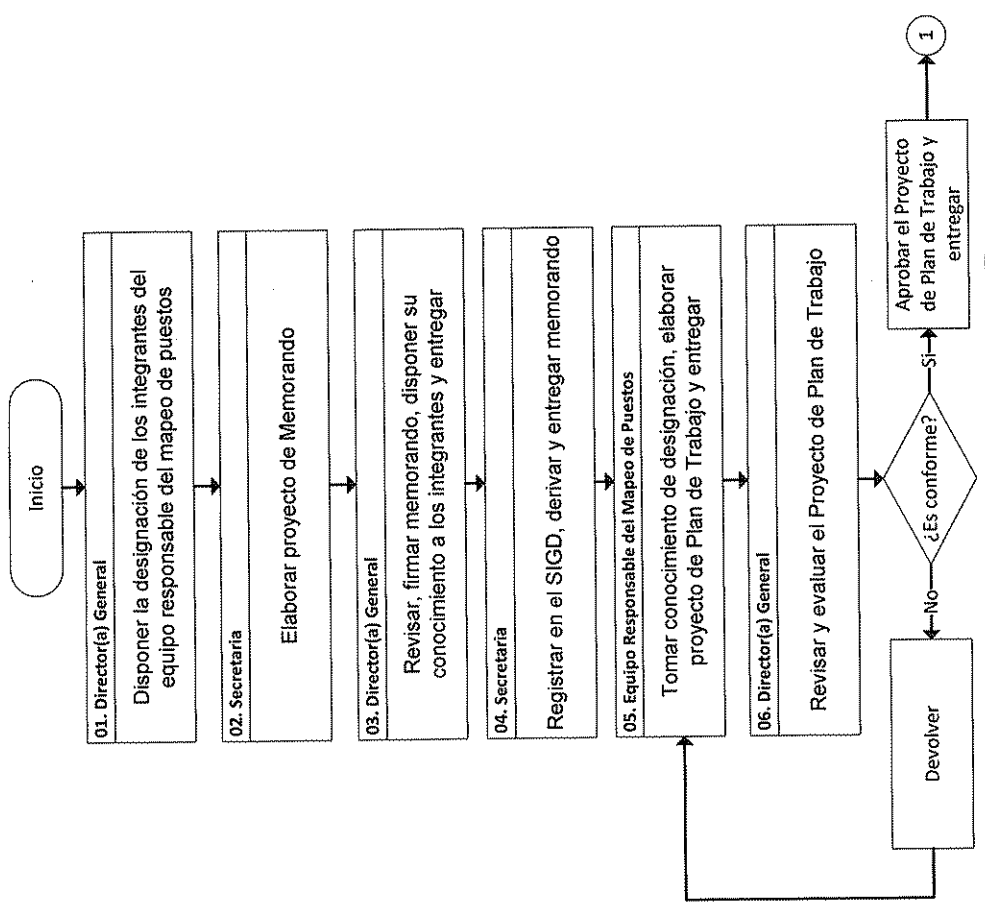 Inicio
01. Director(a) General
Disponer la designación de los integrantes del
equipo responsable del mapeo de puestos
02. Secretaria
Elaborar proyecto de Memorando
03. Director(a) General
Revisar, firmar memorando, disponer su
conocimiento a los integrantes y entregar
04. Secretaria
Registrar en el SIGD, derivar y entregar memorando
05. Equipo Responsable del Mapeo de Puestos
Tomar conocimiento de designación, elaborar
proyecto de Plan de Trabajo y entregar
06. Director(a) General
Revisar y evaluar el Proyecto de Plan de Trabajo
¿Es conforme?
No
Devolver
Si
Aprobar el Proyecto
de Plan de Trabajo y
entregar
1